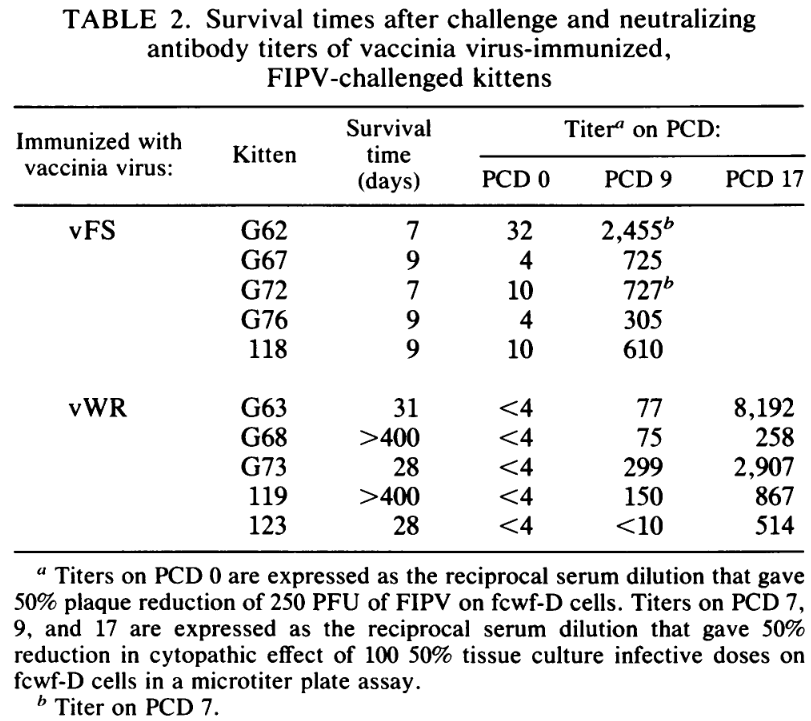 TABLE 2. Survival times after challenge and neutralizing
antibody titers of vaccinia virus-immunized,
FIPV-challenged kittens
Immunized with
vaccinia virus:
Kitten
Survival
time
(days)
Titerᵃ on PCD:
PCD 0 PCD 9 PCD 17
vFS G62 7 32 2,455ᵇ
G67 9 4 725
G72 7 10 727ᵇ
G76 9 4 305
118 9 10 610
vWR G63 31 <4 77 8,192
G68 >400 <4 75 258
G73 28 <4 299 2,907
119 >400 <4 150 867
123 28 <4 <10 514
ᵃ Titers on PCD 0 are expressed as the reciprocal serum dilution that gave
50% plaque reduction of 250 PFU of FIPV on fcwf-D cells. Titers on PCD 7,
9, and 17 are expressed as the reciprocal serum dilution that gave 50%
reduction in cytopathic effect of 100 50% tissue culture infective doses on
fcwf-D cells in a microtiter plate assay.
ᵇ Titer on PCD 7.